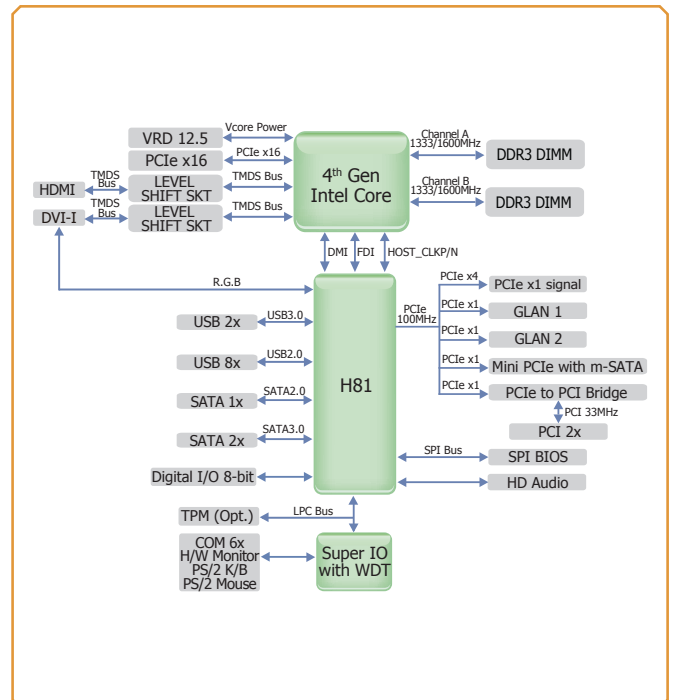 VRD 12.5
Vcore Power
PCIe x16
PCIe x16
HDMI
TMDS
Bus
LEVEL
SHIFT SKT
TMDS Bus
DVI-I
TMDS
Bus
LEVEL
SHIFT SKT
TMDS Bus
4th Gen
Intel Core
Channel A
1333/1600MHz
DDR3 DIMM
Channel B
1333/1600MHz
DDR3 DIMM
DMI
FDI
HOST_CLKP/N
R.G.B
USB 2x
USB3.0
USB 8x
USB2.0
SATA 1x
SATA2.0
SATA 2x
SATA3.0
Digital I/O 8-bit
H81
PCIe
100MHz
PCIe x4
PCIe x1 signal
PCIe x1
GLAN 1
PCIe x1
GLAN 2
PCIe x1
Mini PCIe with m-SATA
PCIe x1
PCIe to PCI Bridge
PCI 33MHz
PCI 2x
SPI Bus
SPI BIOS
HD Audio
TPM (Opt.)
LPC Bus
COM 6x
H/W Monitor
PS/2 K/B
PS/2 Mouse
Super IO
with WDT